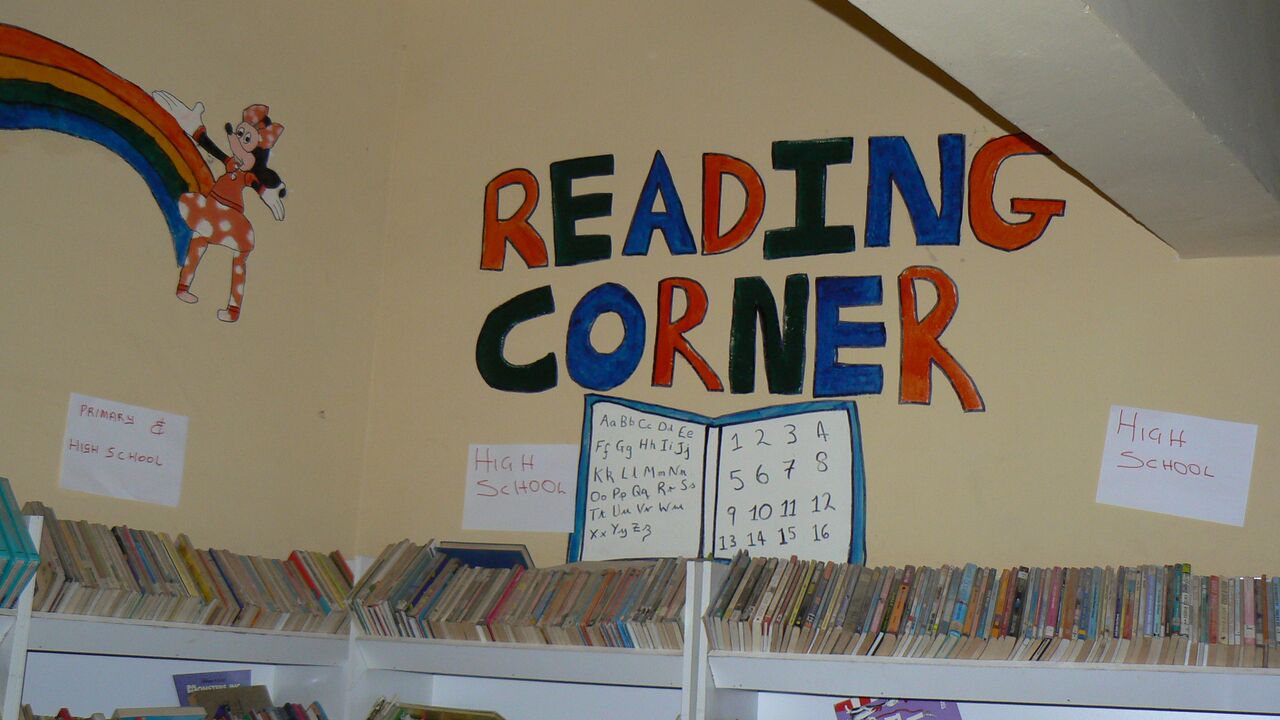 READING
CORNER
PRIMARY &
HIGH SCHOOL
HIGH
SCHOOL
Aa Bb Cc Dd Ee
Ff Gg Hh Ii Jj
Kk Ll Mm Nn
Oo Pp Qq Rr Ss
Tt Uu Vv Ww
Xx Yy Zz
1 2 3 4
5 6 7 8
9 10 11 12
13 14 15 16
HIGH
SCHOOL
MONSTERS, INC.